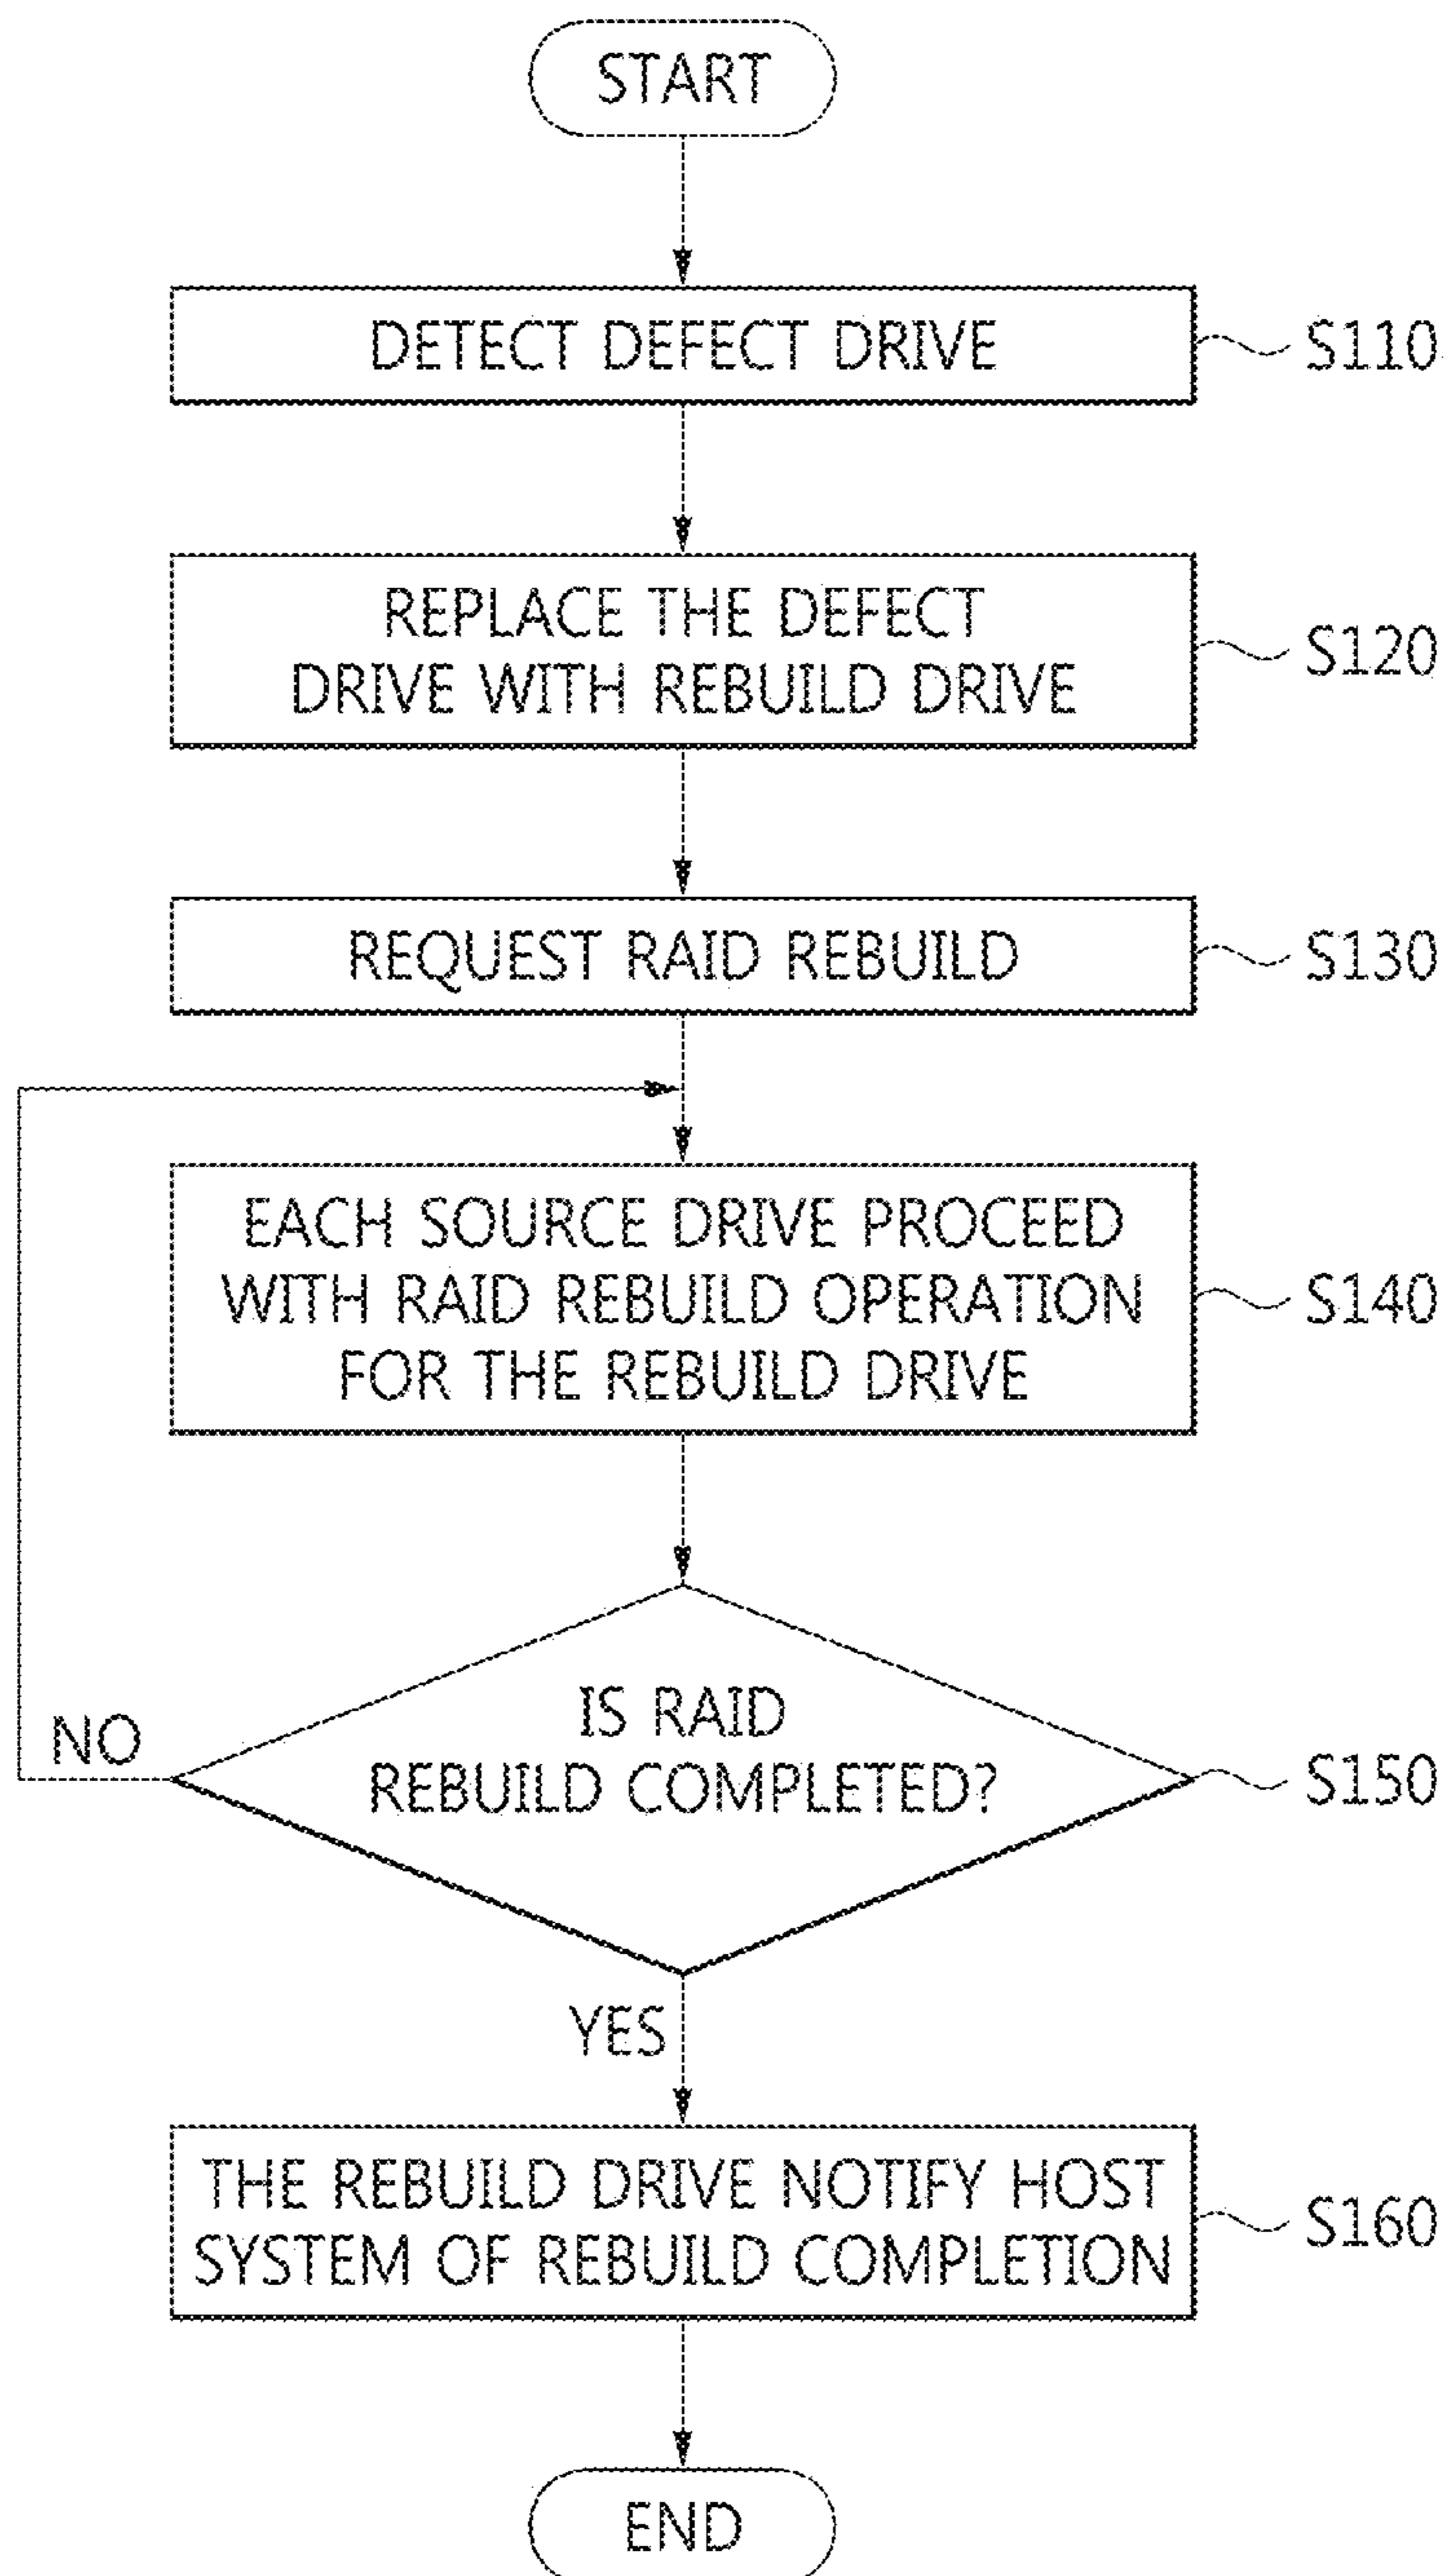 START
DETECT DEFECT DRIVE
S110
REPLACE THE DEFECT
DRIVE WITH REBUILD DRIVE
S120
REQUEST RAID REBUILD
S130
EACH SOURCE DRIVE PROCEED
WITH RAID REBUILD OPERATION
FOR THE REBUILD DRIVE
S140
IS RAID
REBUILD COMPLETED?
S150
NO
YES
THE REBUILD DRIVE NOTIFY HOST
SYSTEM OF REBUILD COMPLETION
S160
END